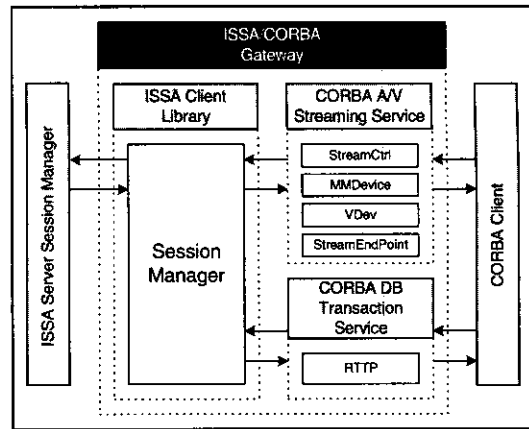 ISSA/CORBA
Gateway
ISSA Client
Library
CORBA A/V
Streaming Service
ISSA Server Session Manager
Session
Manager
StreamCtrl
MMDevice
VDev
StreamEndPoint
CORBA DB
Transaction
Service
RTTP
CORBA Client